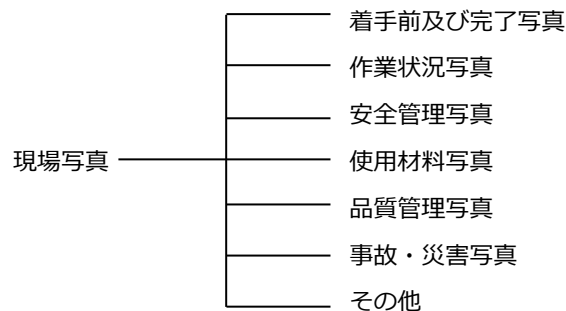 着手前及び完了写真
作業状況写真
安全管理写真
現場写真
使用材料写真
品質管理写真
事故・災害写真
その他